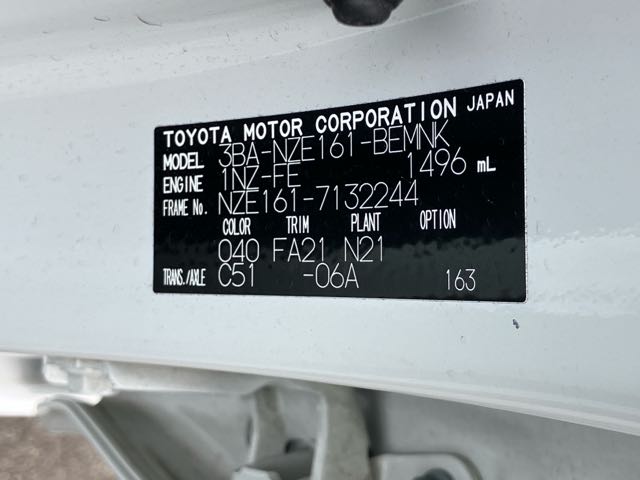 TOYOTA MOTOR CORPORATION JAPAN
MODEL 3BA-NZE161-BEMNK
ENGINE 1NZ-FE 1496 mL
FRAME No. NZE161-7132244
COLOR TRIM PLANT OPTION
040 FA21 N21
TRANS./AXLE C51 -06A 163